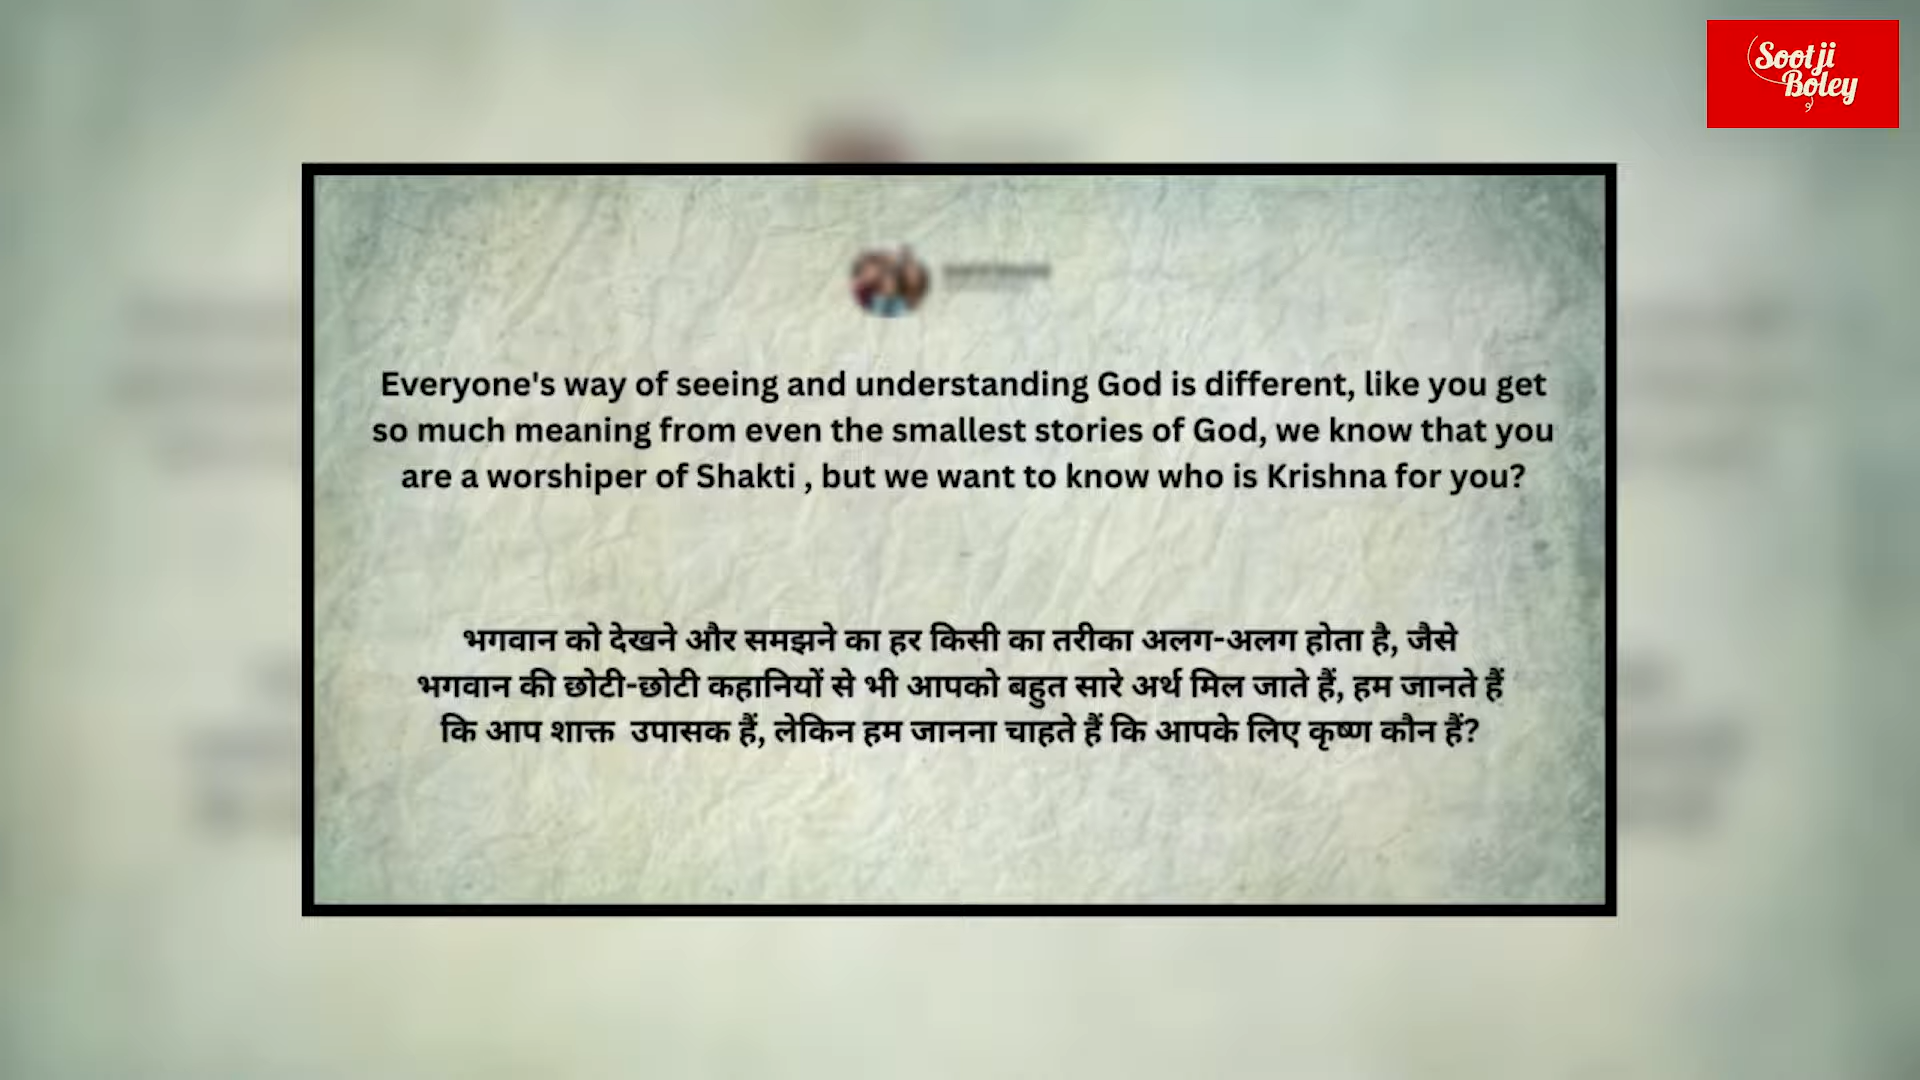 Sootji
Boley
Everyone's way of seeing and understanding God is different, like you get
so much meaning from even the smallest stories of God, we know that you
are a worshiper of Shakti , but we want to know who is Krishna for you?
भगवान को देखने और समझने का हर किसी का तरीका अलग-अलग होता है, जैसे
भगवान की छोटी-छोटी कहानियों से भी आपको बहुत सारे अर्थ मिल जाते हैं, हम जानते हैं
कि आप शाक्त उपासक हैं, लेकिन हम जानना चाहते हैं कि आपके लिए कृष्ण कौन हैं?